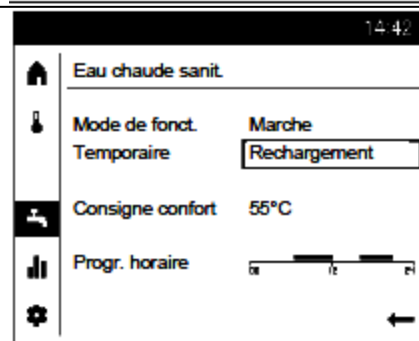 14:42
Eau chaude sanit.
Mode de fonct. Marche
Temporaire Rechargement
Consigne confort 55°C
Progr. horaire